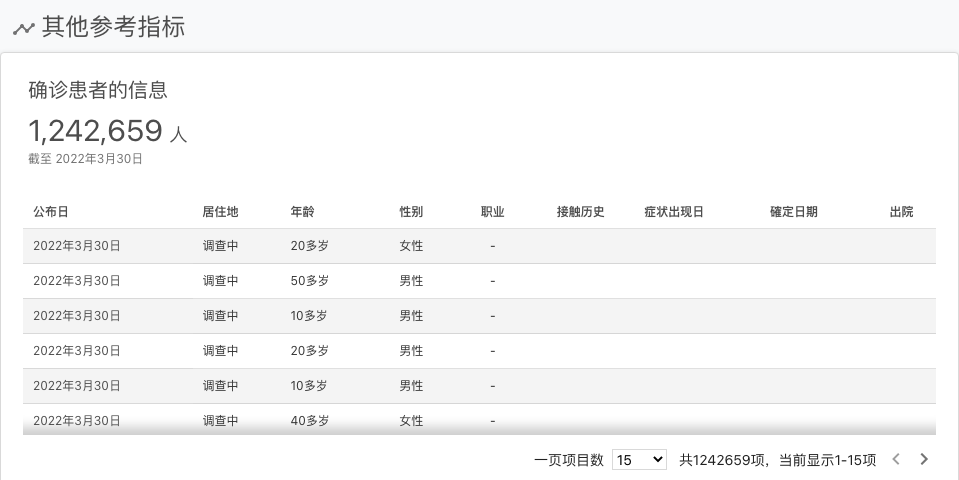 其他参考指标
确诊患者的信息
1,242,659 人
截至 2022年3月30日
公布日 居住地 年龄 性别 职业 接触历史 症状出现日 確定日期 出院
2022年3月30日 调查中 20多岁 女性 -
2022年3月30日 调查中 50多岁 男性 -
2022年3月30日 调查中 10多岁 男性 -
2022年3月30日 调查中 20多岁 男性 -
2022年3月30日 调查中 10多岁 男性 -
2022年3月30日 调查中 40多岁 女性 -
一页项目数 15 共1242659项，当前显示1-15项